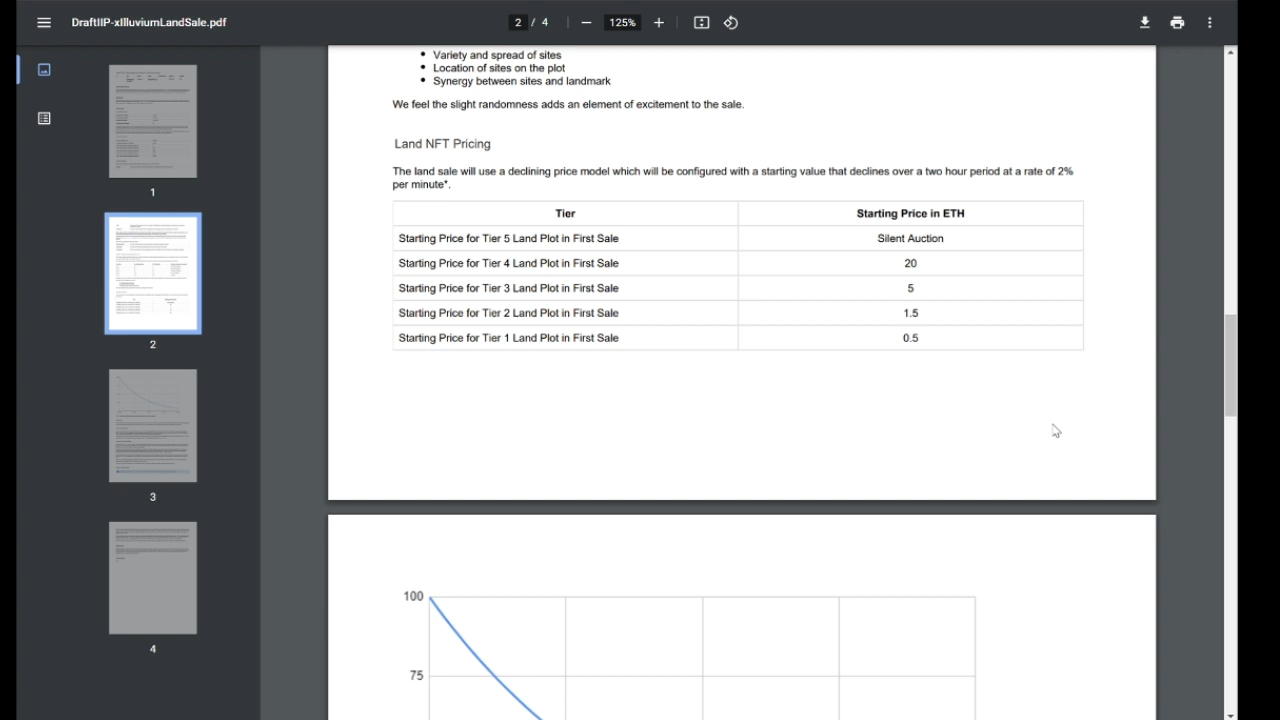 DraftIIP-xIlluviumLandSale.pdf
2 / 4
125%
1
2
3
4
• Variety and spread of sites
• Location of sites on the plot
• Synergy between sites and landmark
We feel the slight randomness adds an element of excitement to the sale.
Land NFT Pricing
The land sale will use a declining price model which will be configured with a starting value that declines over a two hour period at a rate of 2%
per minute*.
Tier Starting Price in ETH
Starting Price for Tier 5 Land Plot in First Sale Silent Auction
Starting Price for Tier 4 Land Plot in First Sale 20
Starting Price for Tier 3 Land Plot in First Sale 5
Starting Price for Tier 2 Land Plot in First Sale 1.5
Starting Price for Tier 1 Land Plot in First Sale 0.5
100
75